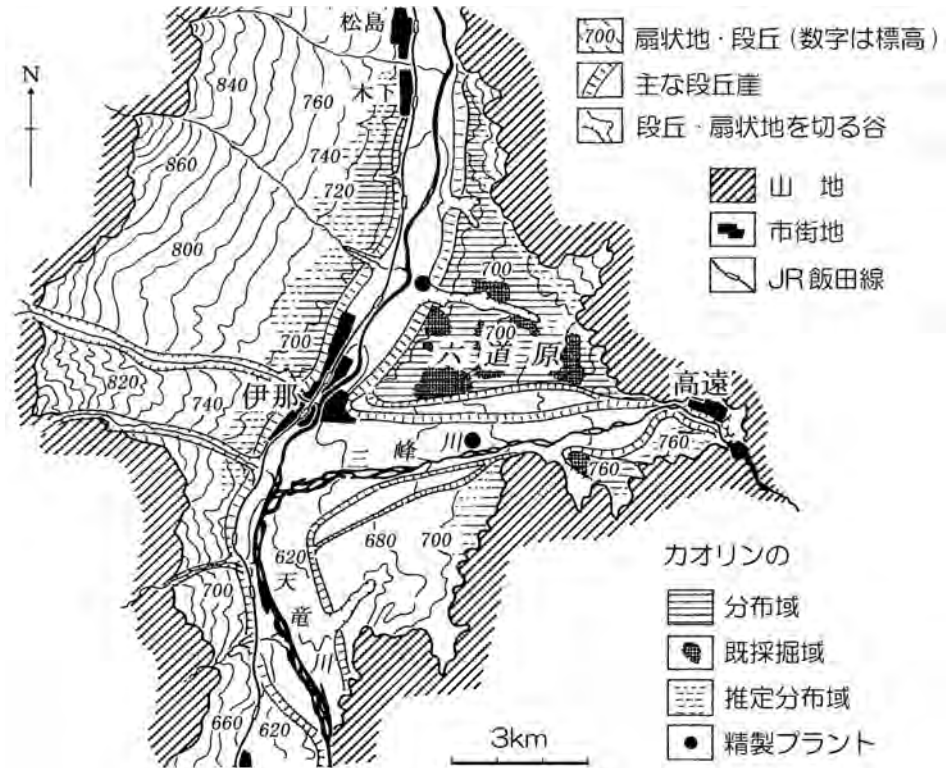 松島
木下
N
840
760
740
720
860
800
700
伊那
820
740
700
660
620
700
700
六道原
高遠
三峰川
760
760
620
680
700
天竜川
3km
700 扇状地・段丘（数字は標高）
主な段丘崖
段丘・扇状地を切る谷
山地
市街地
JR飯田線
カオリンの
分布域
既採掘域
推定分布域
精製プラント